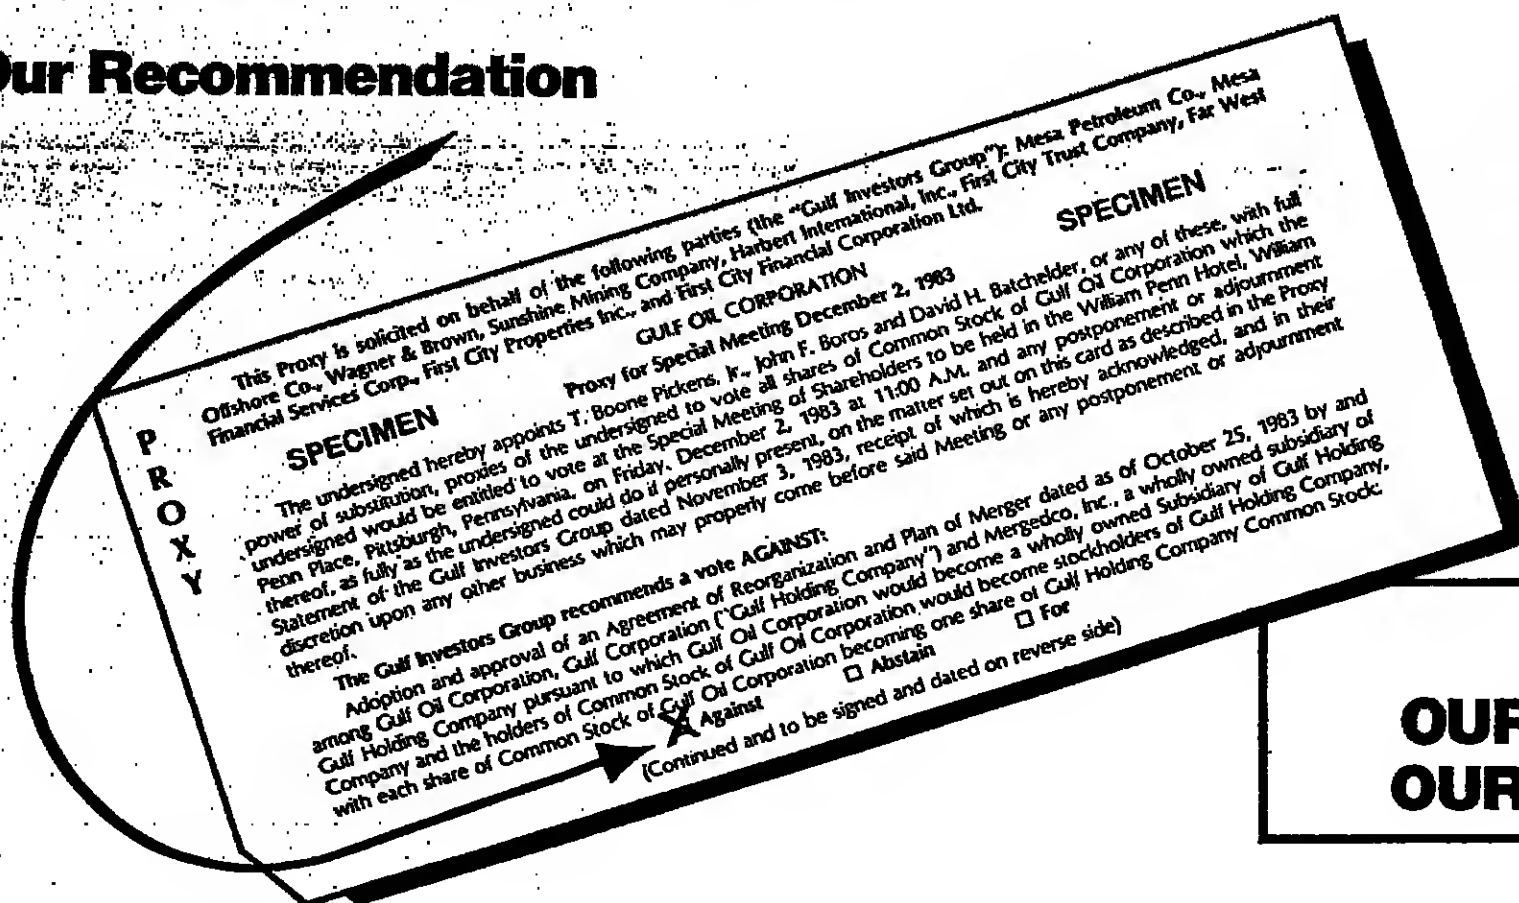 Our Recommendation
This Proxy is solicited on behalf of the following parties (the "Gulf Investors Group"): Mesa Petroleum Co., Mesa
Offshore Co., Wagner & Brown, Sunshine Mining Company, Harbert International, Inc., First City Trust Company, Far West
Financial Services Corp., First City Properties Inc., and First City Financial Corporation Ltd.
SPECIMEN
GULF OIL CORPORATION
SPECIMEN
Proxy for Special Meeting December 2, 1983
P
R
O
X
Y
The undersigned hereby appoints T. Boone Pickens, Jr., John F. Boros and David H. Batchelder, or any of these, with full
power of substitution, proxies of the undersigned to vote all shares of Common Stock of Gulf Oil Corporation which the
undersigned would be entitled to vote at the Special Meeting of Shareholders to be held in the William Penn Hotel, William
Penn Place, Pittsburgh, Pennsylvania, on Friday, December 2, 1983 at 11:00 A.M. and any postponement or adjournment
thereof, as fully as the undersigned could do if personally present, on the matter set out on this card as described in the Proxy
Statement of the Gulf Investors Group dated November 3, 1983, receipt of which is hereby acknowledged, and in their
discretion upon any other business which may properly come before said Meeting or any postponement or adjournment
thereof.
The Gulf Investors Group recommends a vote AGAINST:
Adoption and approval of an Agreement of Reorganization and Plan of Merger dated as of October 25, 1983 by and
among Gulf Oil Corporation, Gulf Corporation ("Gulf Holding Company") and Mergedco, Inc., a wholly owned subsidiary of
Gulf Holding Company pursuant to which Gulf Oil Corporation would become a wholly owned Subsidiary of Gulf Holding
Company and the holders of Common Stock of Gulf Oil Corporation would become stockholders of Gulf Holding Company,
with each share of Common Stock of Gulf Oil Corporation becoming one share of Gulf Holding Company Common Stock:
X Against □ Abstain □ For
(Continued and to be signed and dated on reverse side)
OUR
OUR